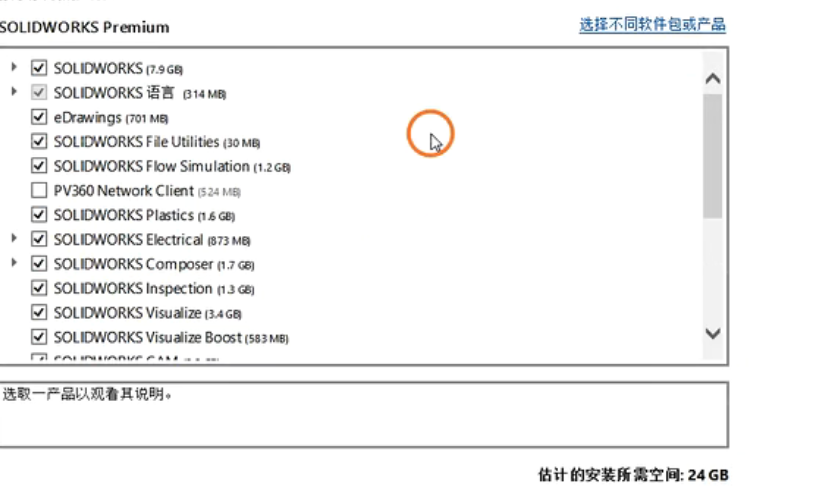 SOLIDWORKS Premium
选择不同软件包或产品
SOLIDWORKS (7.9 GB)
SOLIDWORKS 语言 (314 MB)
eDrawings (701 MB)
SOLIDWORKS File Utilities (30 MB)
SOLIDWORKS Flow Simulation (1.2 GB)
PV360 Network Client (524 MB)
SOLIDWORKS Plastics (1.6 GB)
SOLIDWORKS Electrical (873 MB)
SOLIDWORKS Composer (1.7 GB)
SOLIDWORKS Inspection (1.3 GB)
SOLIDWORKS Visualize (3.4 GB)
SOLIDWORKS Visualize Boost (583 MB)
SOLIDWORKS CAM
选取一产品以观看其说明。
估计的安装所需空间: 24 GB